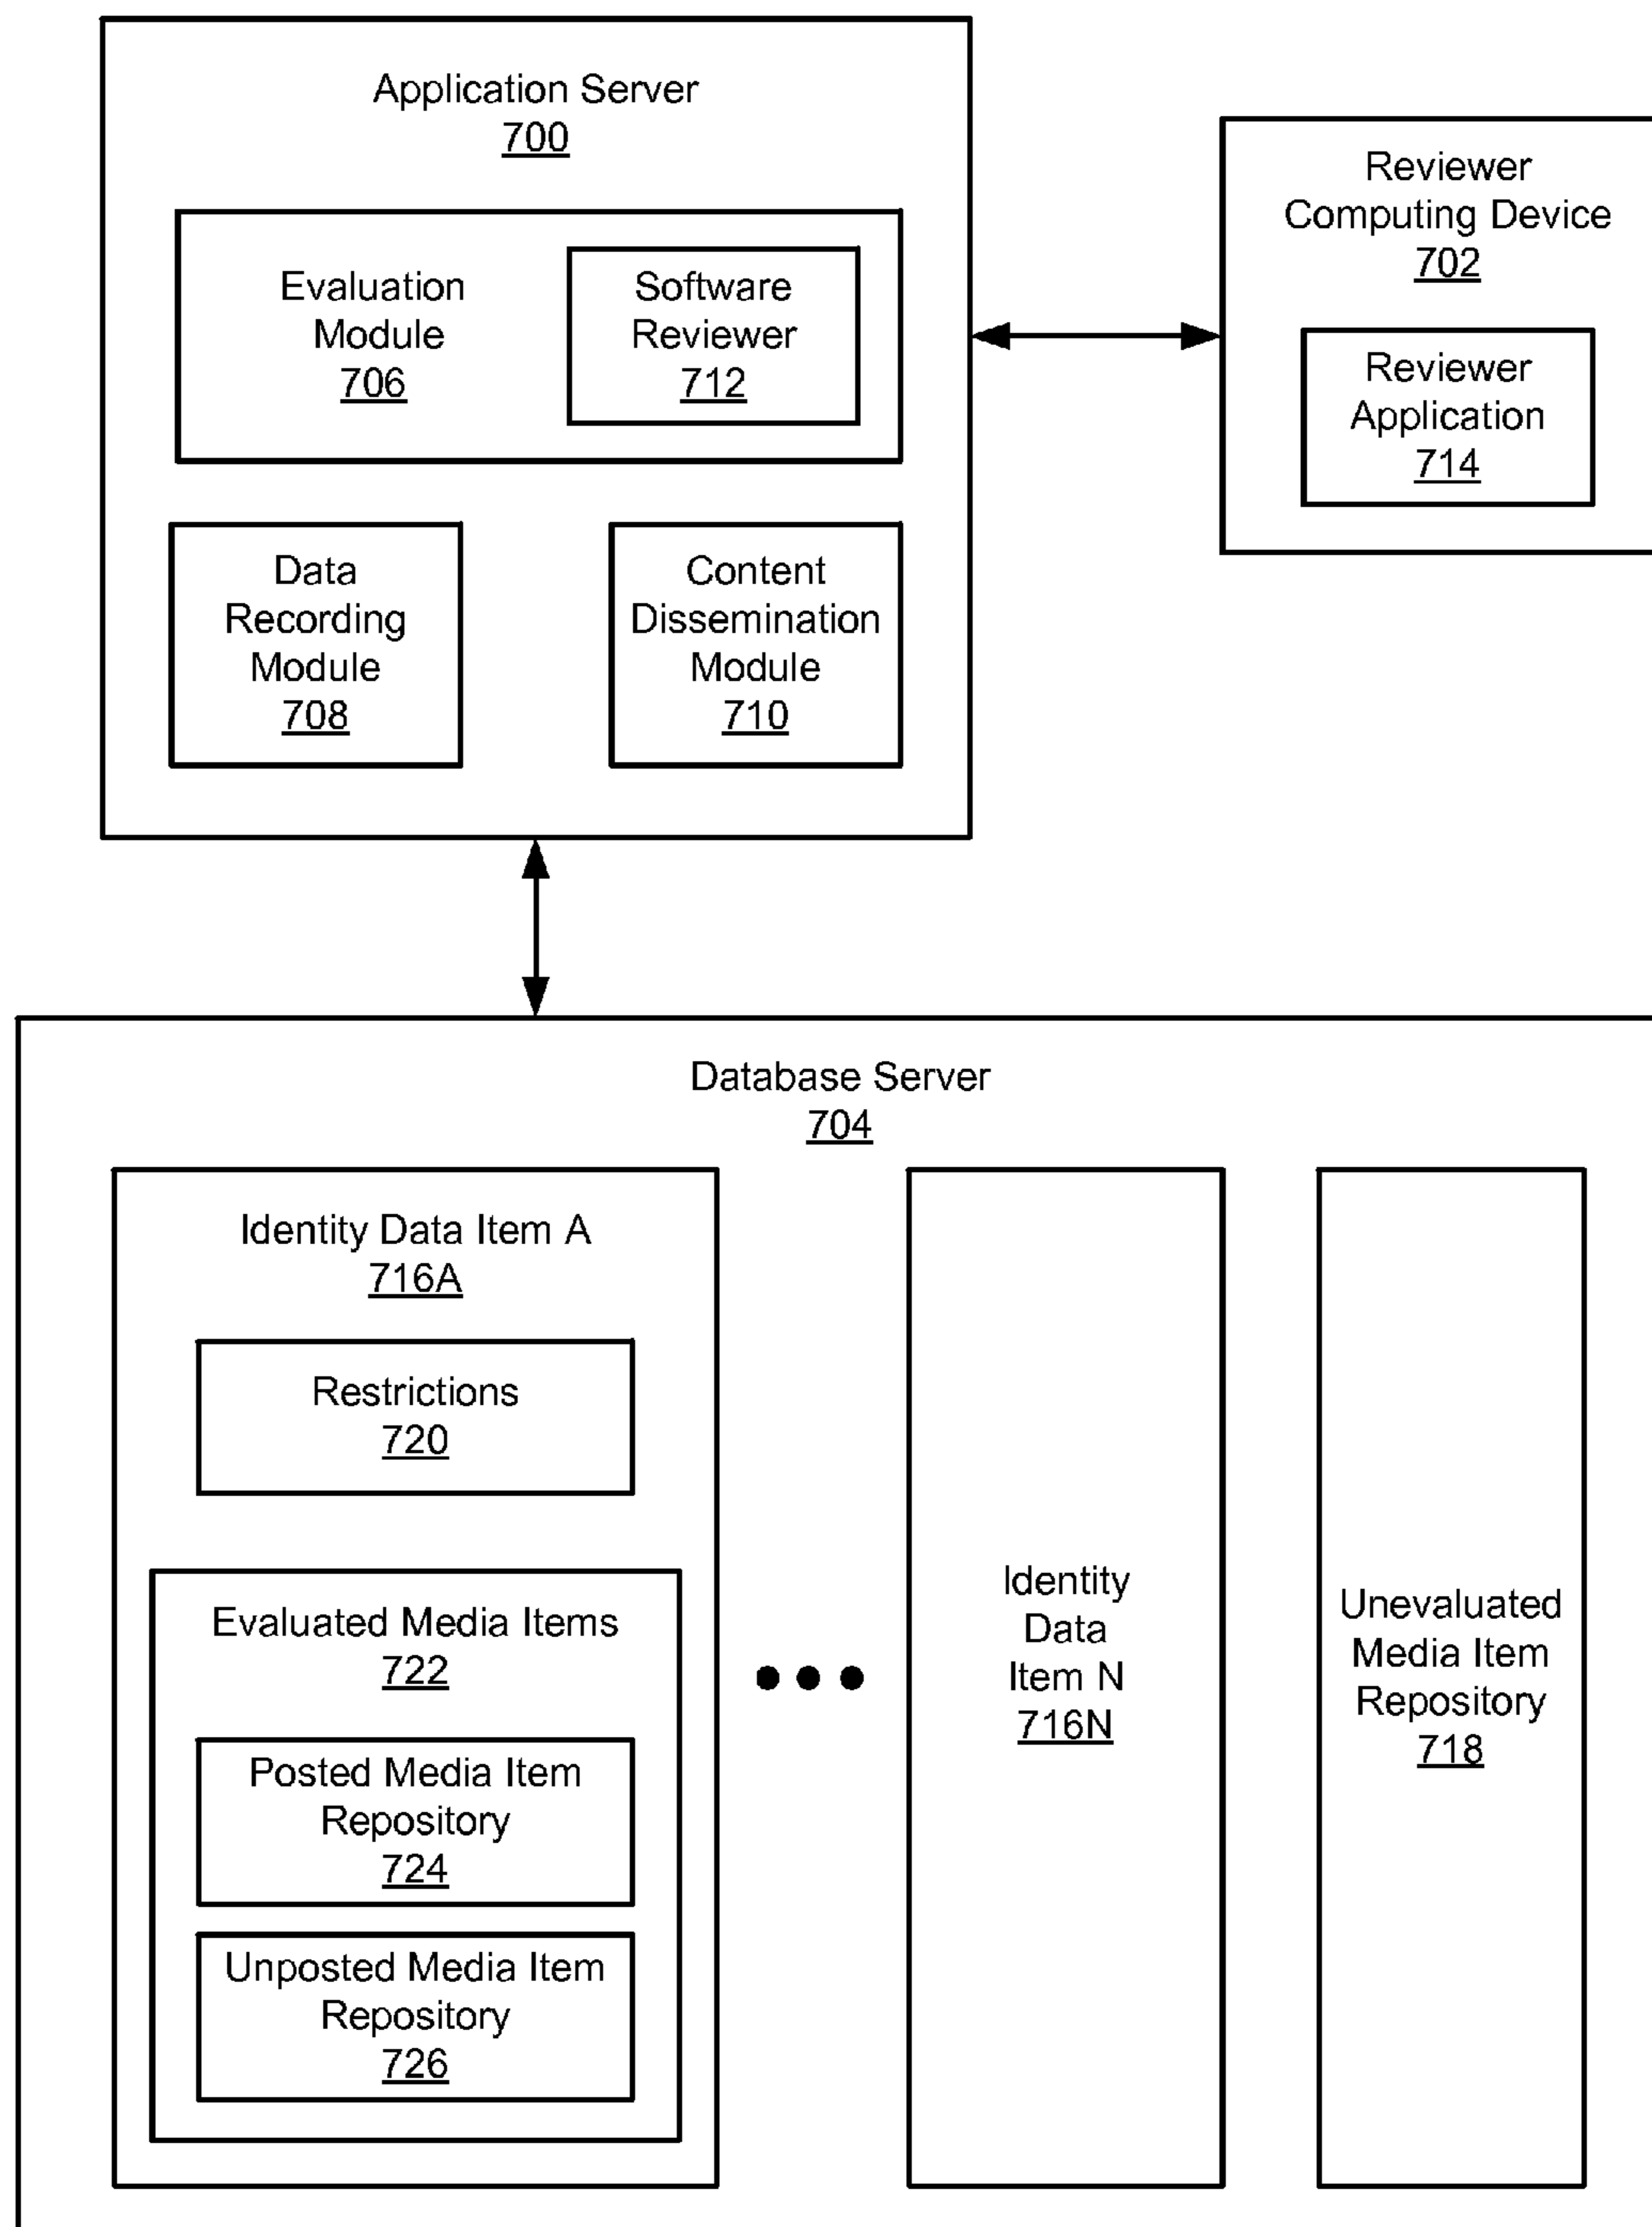 Application Server
700
Evaluation
Module
706
Software
Reviewer
712
Data
Recording
Module
708
Content
Dissemination
Module
710
Reviewer
Computing Device
702
Reviewer
Application
714
Database Server
704
Identity Data Item A
716A
Restrictions
720
Evaluated Media Items
722
Posted Media Item
Repository
724
Unposted Media Item
Repository
726
Identity
Data
Item N
716N
Unevaluated
Media Item
Repository
718